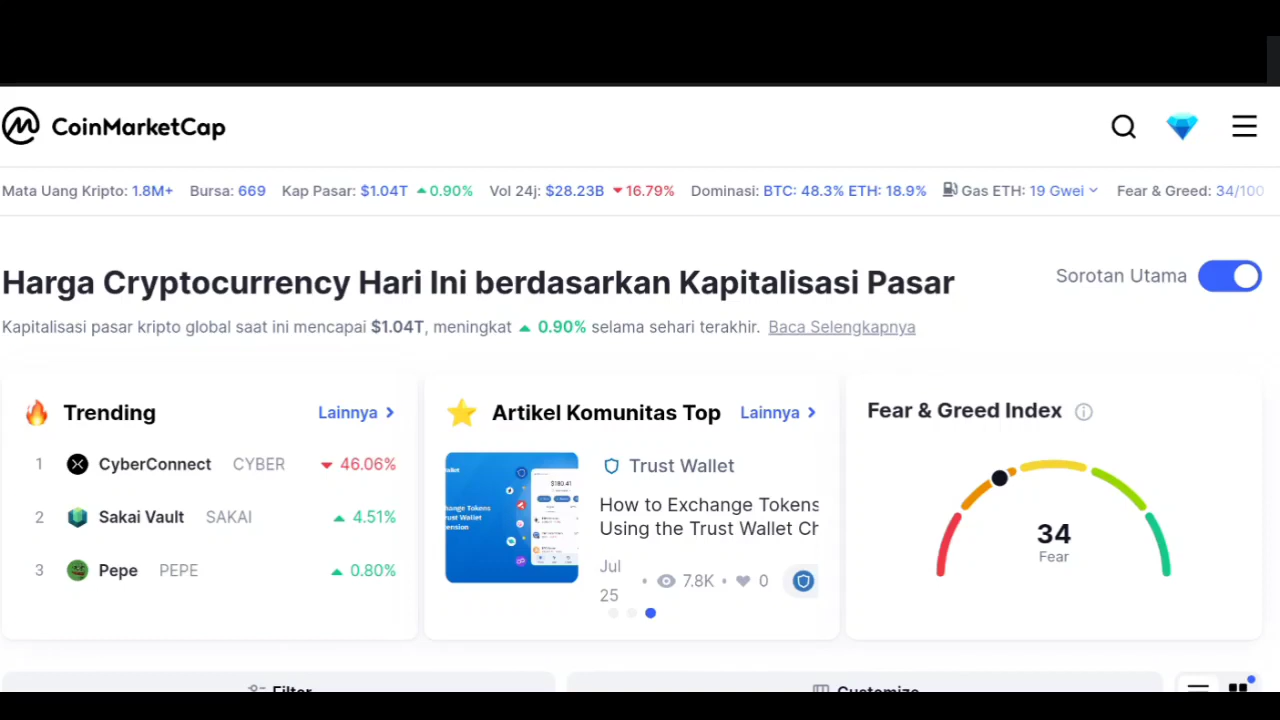 CoinMarketCap
Mata Uang Kripto: 1.8M+ Bursa: 669 Kap Pasar: $1.04T 0.90% Vol 24j: $28.23B 16.79% Dominasi: BTC: 48.3% ETH: 18.9% Gas ETH: 19 Gwei Fear & Greed: 34/100
Harga Cryptocurrency Hari Ini berdasarkan Kapitalisasi Pasar
Sorotan Utama
Kapitalisasi pasar kripto global saat ini mencapai $1.04T, meningkat 0.90% selama sehari terakhir. Baca Selengkapnya
Trending Lainnya
1 CyberConnect CYBER 46.06%
2 Sakai Vault SAKAI 4.51%
3 Pepe PEPE 0.80%
Artikel Komunitas Top Lainnya
$180.41
Trust Wallet
How to Exchange Tokens
Using the Trust Wallet Ch
Jul
25 • 7.8K • 0
Fear & Greed Index
34
Fear
Filter
Customize